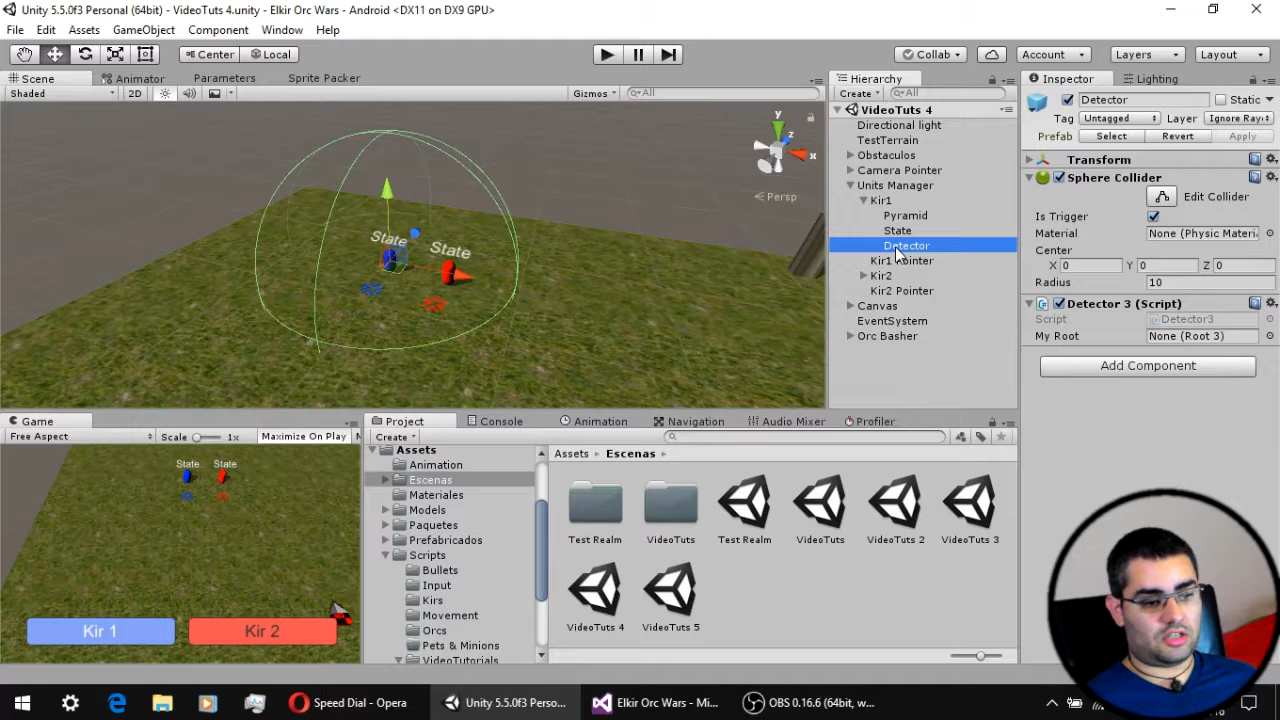 Unity 5.5.0f3 Personal (64bit) - VideoTuts 4.unity - Elkir Orc Wars - Android <DX11 on DX9 GPU>
File Edit Assets GameObject Component Window Help
Center Local Collab Account Layers Layout
Scene Animator Parameters Sprite Packer
Shaded 2D Gizmos All
y
z
x
Persp
State
State
Hierarchy
Create All
VideoTuts 4
Directional light
TestTerrain
Obstaculos
Camera Pointer
Units Manager
Kir1
Pyramid
State
Detector
Kir1 Pointer
Kir2
Kir2 Pointer
Canvas
EventSystem
Orc Basher
Inspector Lighting
Detector Static
Tag Untagged Layer Ignore Ray
Prefab Select Revert Apply
Transform
Sphere Collider
Edit Collider
Is Trigger
Material None (Physic Materi
Center
X 0 Y 0 Z 0
Radius 10
Detector 3 (Script)
Script Detector3
My Root None (Root 3)
Add Component
Game
Free Aspect Scale 1x Maximize On Play
State State
Kir 1 Kir 2
Project Console Animation Navigation Audio Mixer Profiler
Create
Assets
Animation
Escenas
Materiales
Models
Paquetes
Prefabricados
Scripts
Bullets
Input
Kirs
Movement
Orcs
Pets & Minions
VideoTutorials
Assets Escenas
Test Realm VideoTuts Test Realm VideoTuts VideoTuts 2 VideoTuts 3
VideoTuts 4 VideoTuts 5
Speed Dial - Opera Unity 5.5.0f3 Perso... Elkir Orc Wars - Mi... OBS 0.16.6 (64bit, w...